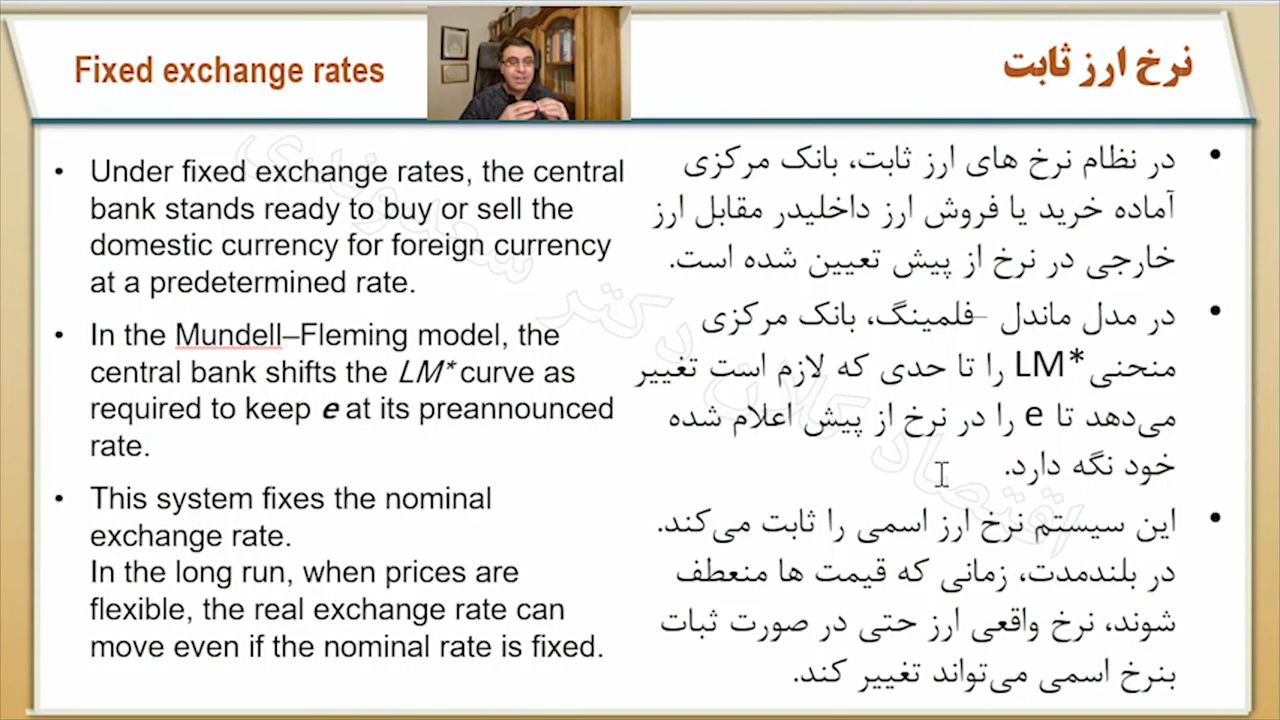 Fixed exchange rates
نرخ ارز ثابت
Under fixed exchange rates, the central
bank stands ready to buy or sell the
domestic currency for foreign currency
at a predetermined rate.
In the Mundell–Fleming model, the
central bank shifts the LM* curve as
required to keep e at its preannounced
rate.
This system fixes the nominal
exchange rate.
In the long run, when prices are
flexible, the real exchange rate can
move even if the nominal rate is fixed.
در نظام نرخ های ارز ثابت، بانک مرکزی
آماده خرید یا فروش ارز داخلیدر مقابل ارز
خارجی در نرخ از پیش تعیین شده است.
در مدل ماندل –فلمینگ، بانک مرکزی
منحنی LM* را تا حدی که لازم است تغییر
می‌دهد تا e را در نرخ از پیش اعلام شده
خود نگه دارد.
این سیستم نرخ ارز اسمی را ثابت می‌کند.
در بلندمدت، زمانی که قیمت ها منعطف
شوند، نرخ واقعی ارز حتی در صورت ثبات
بنرخ اسمی می‌تواند تغییر کند.
اقتصاد کلان دکتر سعدوندی